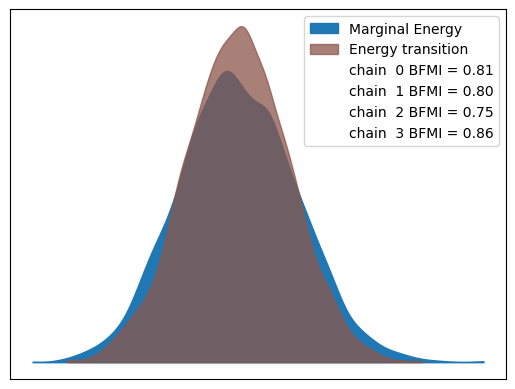 Marginal Energy
Energy transition
chain  0 BFMI = 0.81
chain  1 BFMI = 0.80
chain  2 BFMI = 0.75
chain  3 BFMI = 0.86